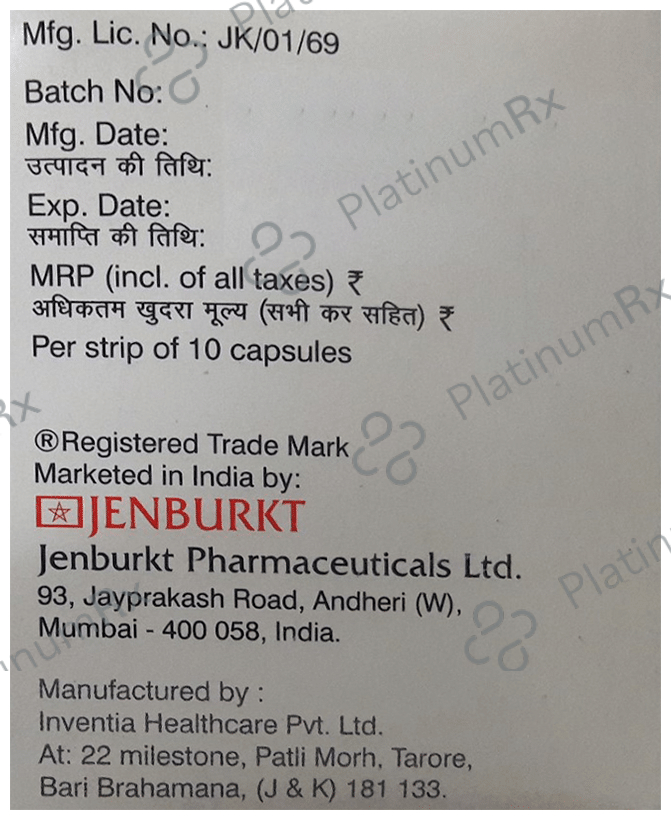 Mfg. Lic. No.: JK/01/69
Batch No:
Mfg. Date:
उत्पादन की तिथि:
Exp. Date:
समाप्ति की तिथि:
MRP (incl. of all taxes) ₹
अधिकतम खुदरा मूल्य (सभी कर सहित) ₹
Per strip of 10 capsules
®Registered Trade Mark
Marketed in India by:
JENBURKT
Jenburkt Pharmaceuticals Ltd.
93, Jayprakash Road, Andheri (W),
Mumbai - 400 058, India.
Manufactured by :
Inventia Healthcare Pvt. Ltd.
At: 22 milestone, Patli Morh, Tarore,
Bari Brahamana, (J & K) 181 133.
PlatinumRx
PlatinumRx